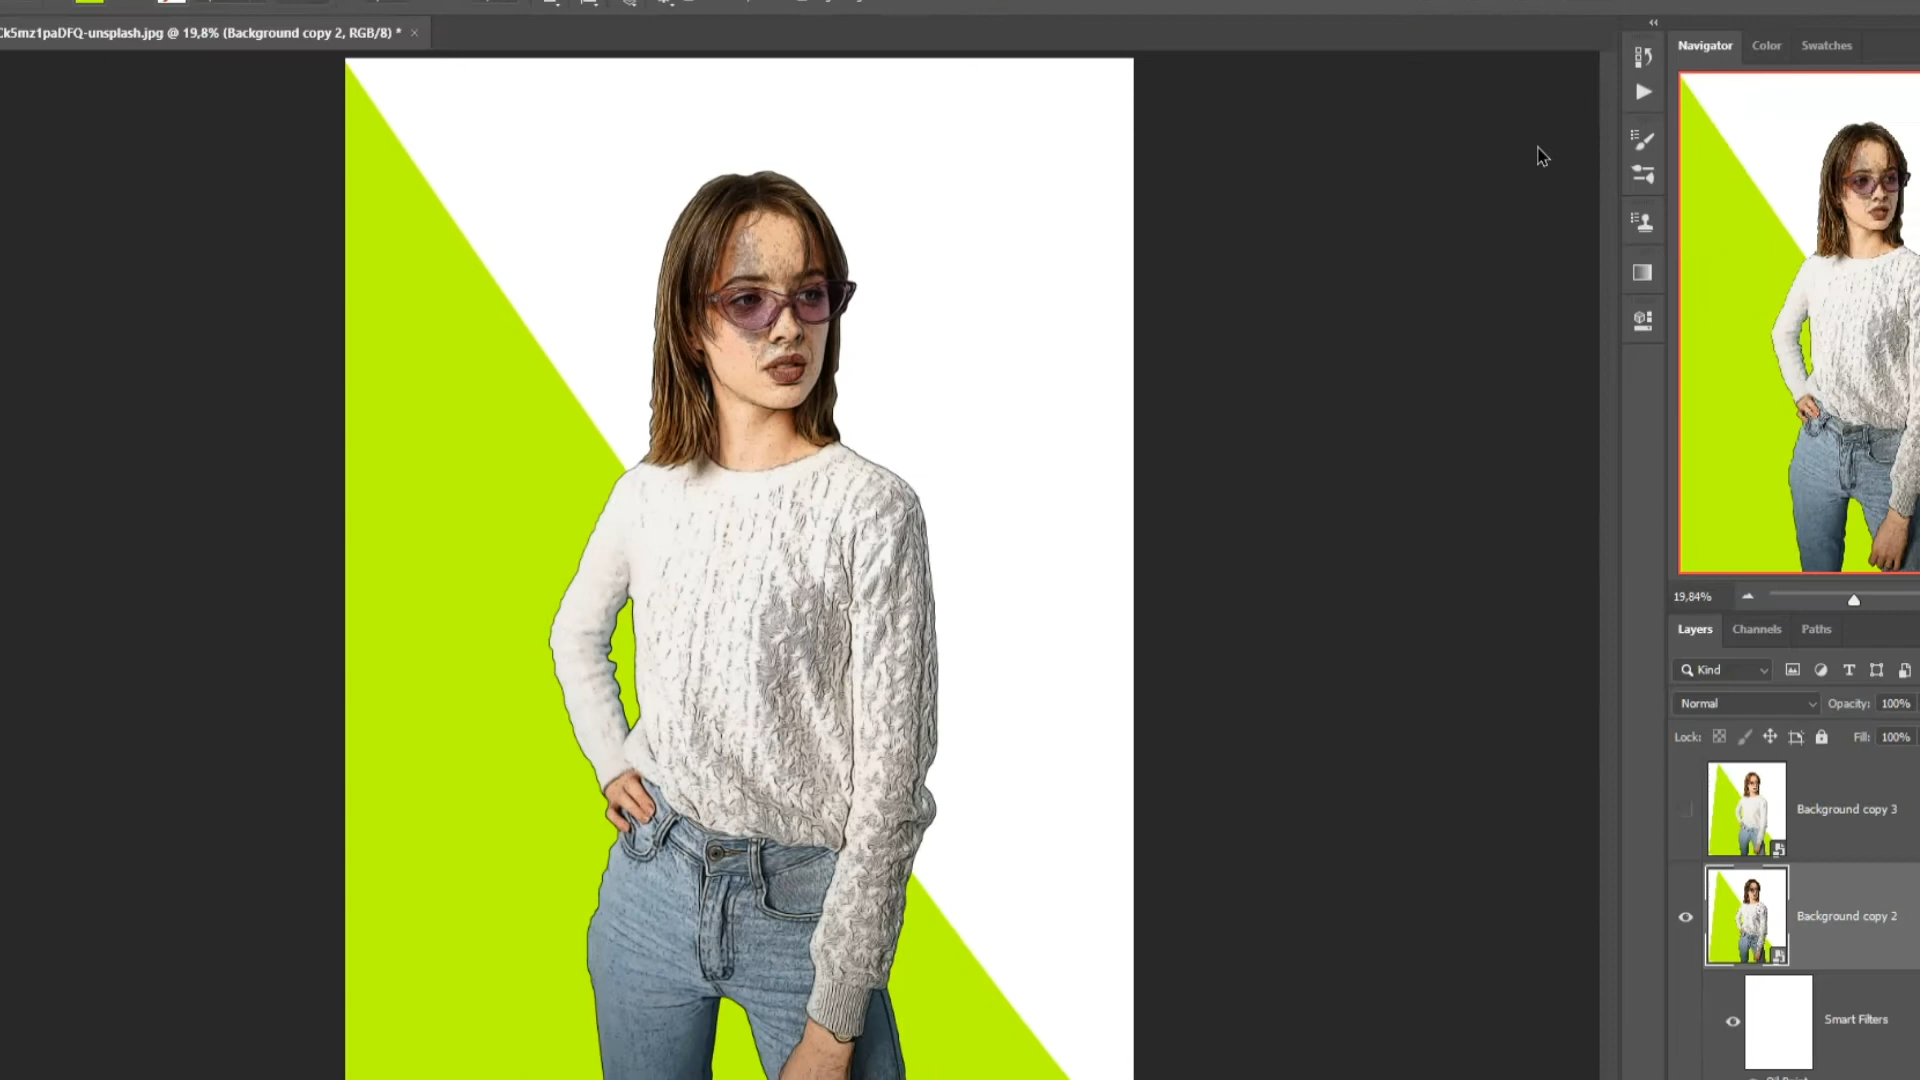 Ck5mz1paDFQ-unsplash.jpg @ 19,8% (Background copy 2, RGB/8) *
Navigator
Color
Swatches
19,84%
Layers
Channels
Paths
Kind
Normal
Opacity: 100%
Lock:
Fill: 100%
Background copy 3
Background copy 2
Smart Filters